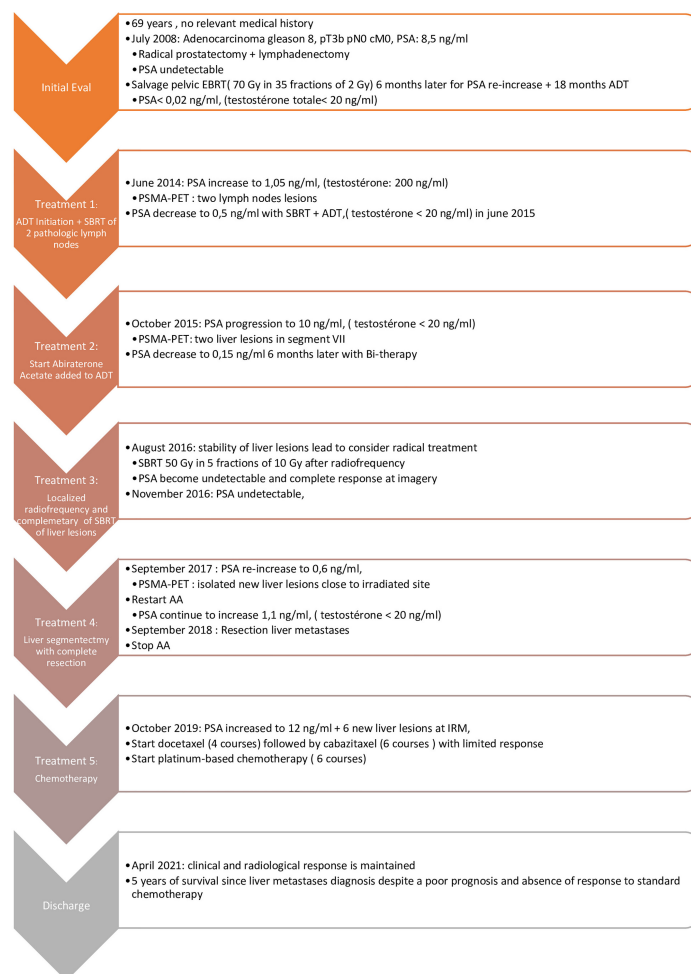 Initial Eval
•69 years , no relevant medical history
•July 2008: Adenocarcinoma gleason 8, pT3b pN0 cM0, PSA: 8,5 ng/ml
•Radical prostatectomy + lymphadenectomy
•PSA undetectable
•Salvage pelvic EBRT( 70 Gy in 35 fractions of 2 Gy) 6 months later for PSA re-increase + 18 months ADT
•PSA< 0,02 ng/ml, (testostérone totale< 20 ng/ml)
Treatment 1:
ADT Initiation + SBRT of
2 pathologic lymph
nodes
•June 2014: PSA increase to 1,05 ng/ml, (testostérone: 200 ng/ml)
•PSMA-PET : two lymph nodes lesions
•PSA decrease to 0,5 ng/ml with SBRT + ADT,( testostérone < 20 ng/ml) in june 2015
Treatment 2:
Start Abiraterone
Acetate added to ADT
•October 2015: PSA progression to 10 ng/ml, ( testostérone < 20 ng/ml)
•PSMA-PET: two liver lesions in segment VII
•PSA decrease to 0,15 ng/ml 6 months later with Bi-therapy
Treatment 3:
Localized
radiofrequency and
complemetary of SBRT
of liver lesions
•August 2016: stability of liver lesions lead to consider radical treatment
•SBRT 50 Gy in 5 fractions of 10 Gy after radiofrequency
•PSA become undetectable and complete response at imagery
•November 2016: PSA undetectable,
Treatment 4:
Liver segmentectmy
with complete
resection
•September 2017 : PSA re-increase to 0,6 ng/ml,
•PSMA-PET : isolated new liver lesions close to irradiated site
•Restart AA
•PSA continue to increase 1,1 ng/ml, ( testostérone < 20 ng/ml)
•September 2018 : Resection liver metastases
•Stop AA
Treatment 5:
Chemotherapy
•October 2019: PSA increased to 12 ng/ml + 6 new liver lesions at IRM,
•Start docetaxel (4 courses) followed by cabazitaxel (6 courses ) with limited response
•Start platinum-based chemotherapy ( 6 courses)
Discharge
•April 2021: clinical and radiological response is maintained
•5 years of survival since liver metastases diagnosis despite a poor prognosis and absence of response to standard
chemotherapy